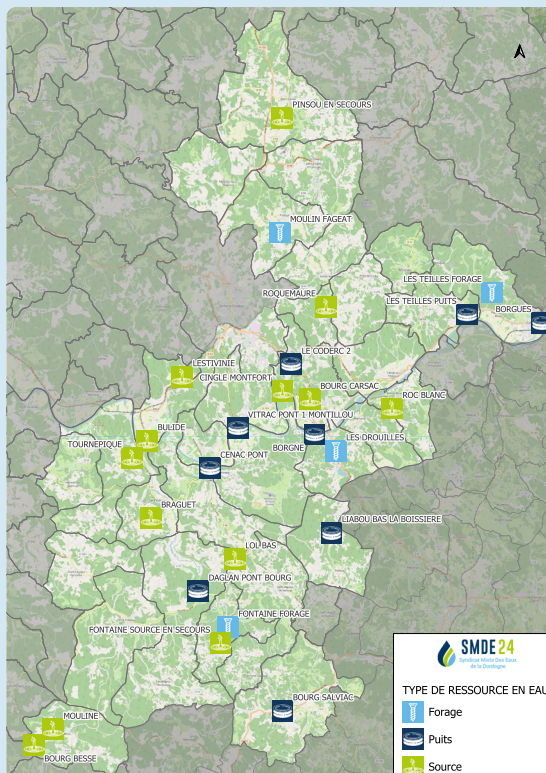 PINSOU EN SECOURS
MOULIN FAGEAT
LES TEILLES FORAGE
ROQUEMAURE
LES TEILLES PUITS
BORGUES
LE CODERC 2
LESTIVINIE
CINGLE MONTFORT
BOURG CARSAC
ROC BLANC
VITRAC PONT 1 MONTILLOU
BULIDE
TOURNEPIQUE
BORGNE
LES DROUILLES
CENAC PONT
BRAGUET
LIABOU BAS LA BOISSIERE
LOL BAS
DAGLAN PONT BOURG
FONTAINE FORAGE
FONTAINE SOURCE EN SECOURS
BOURG SALVIAC
MOULINE
BOURG BESSE
SMDE 24
Syndicat Mixte Des Eaux
de la Dordogne
TYPE DE RESSOURCE EN EAU
Forage
Puits
Source